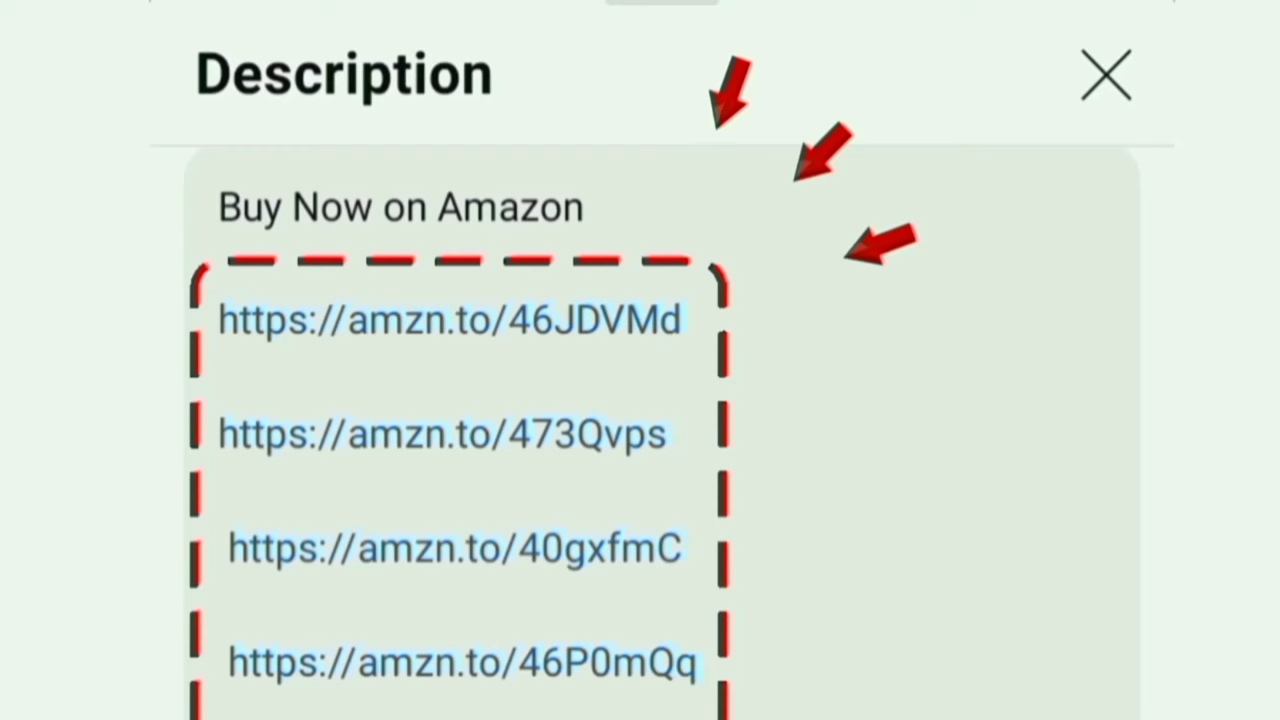 Description
Buy Now on Amazon
https://amzn.to/46JDVMd
https://amzn.to/473Qvps
https://amzn.to/40gxfmC
https://amzn.to/46P0mQq